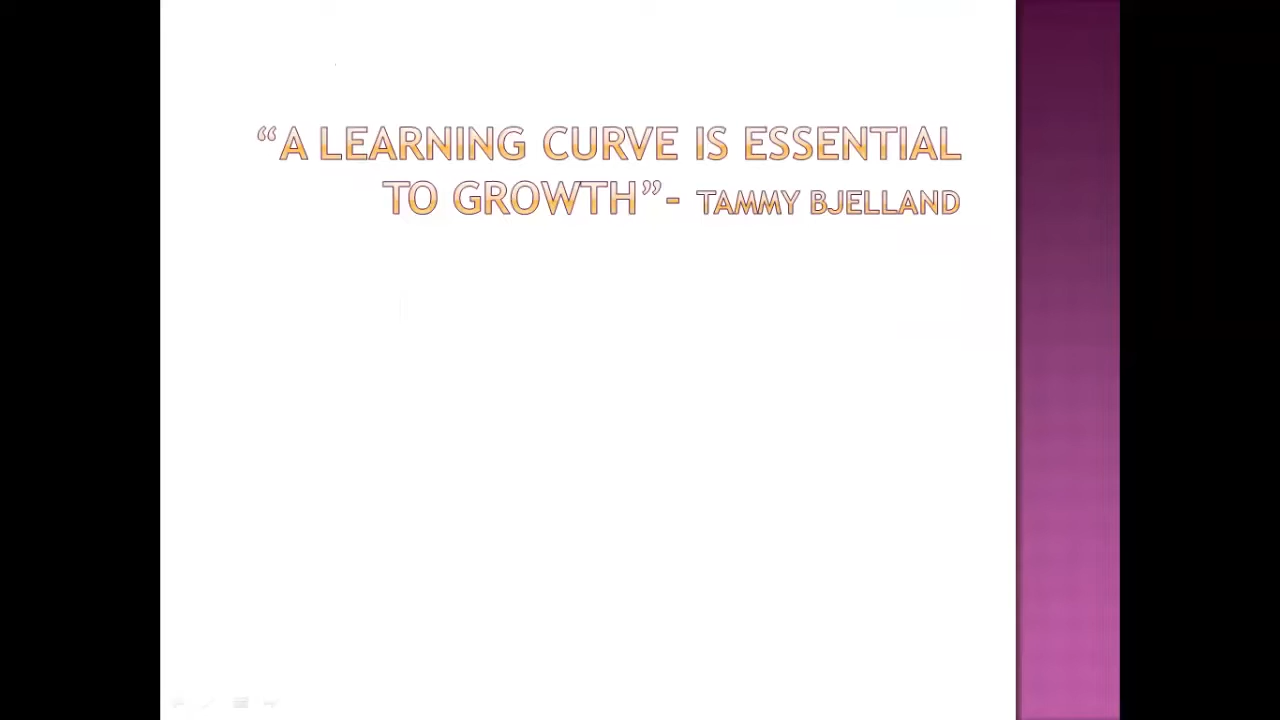 “A LEARNING CURVE IS ESSENTIAL
TO GROWTH”- TAMMY BJELLAND